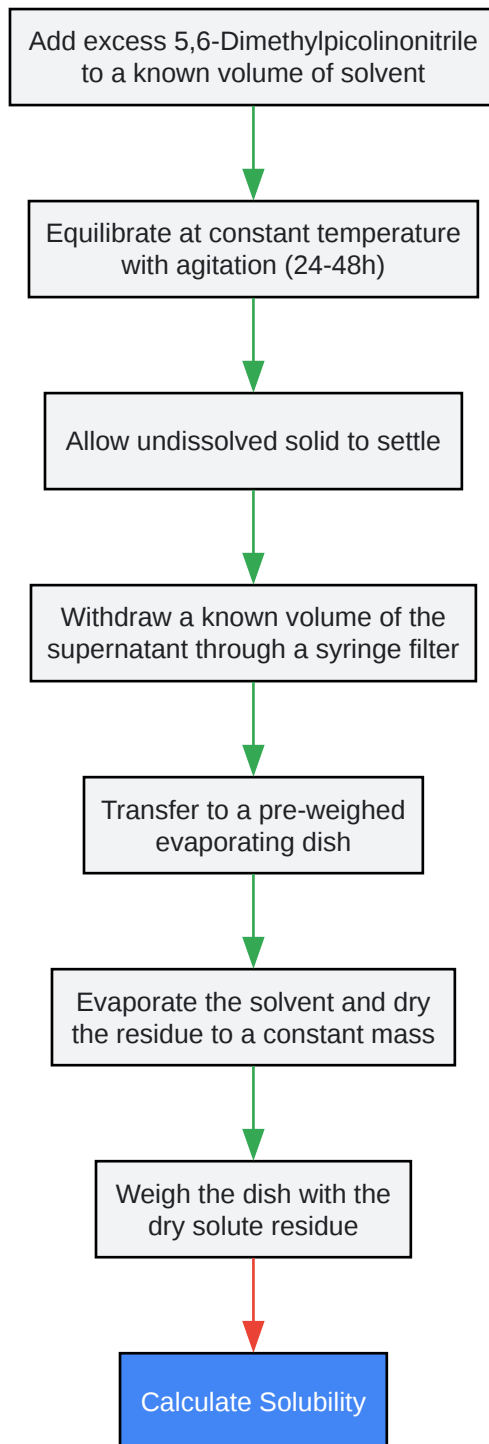 Add excess 5,6-Dimethylpicolinonitrile
to a known volume of solvent
Equilibrate at constant temperature
with agitation (24-48h)
Allow undissolved solid to settle
Withdraw a known volume of the
supernatant through a syringe filter
Transfer to a pre-weighed
evaporating dish
Evaporate the solvent and dry
the residue to a constant mass
Weigh the dish with the
dry solute residue
Calculate Solubility